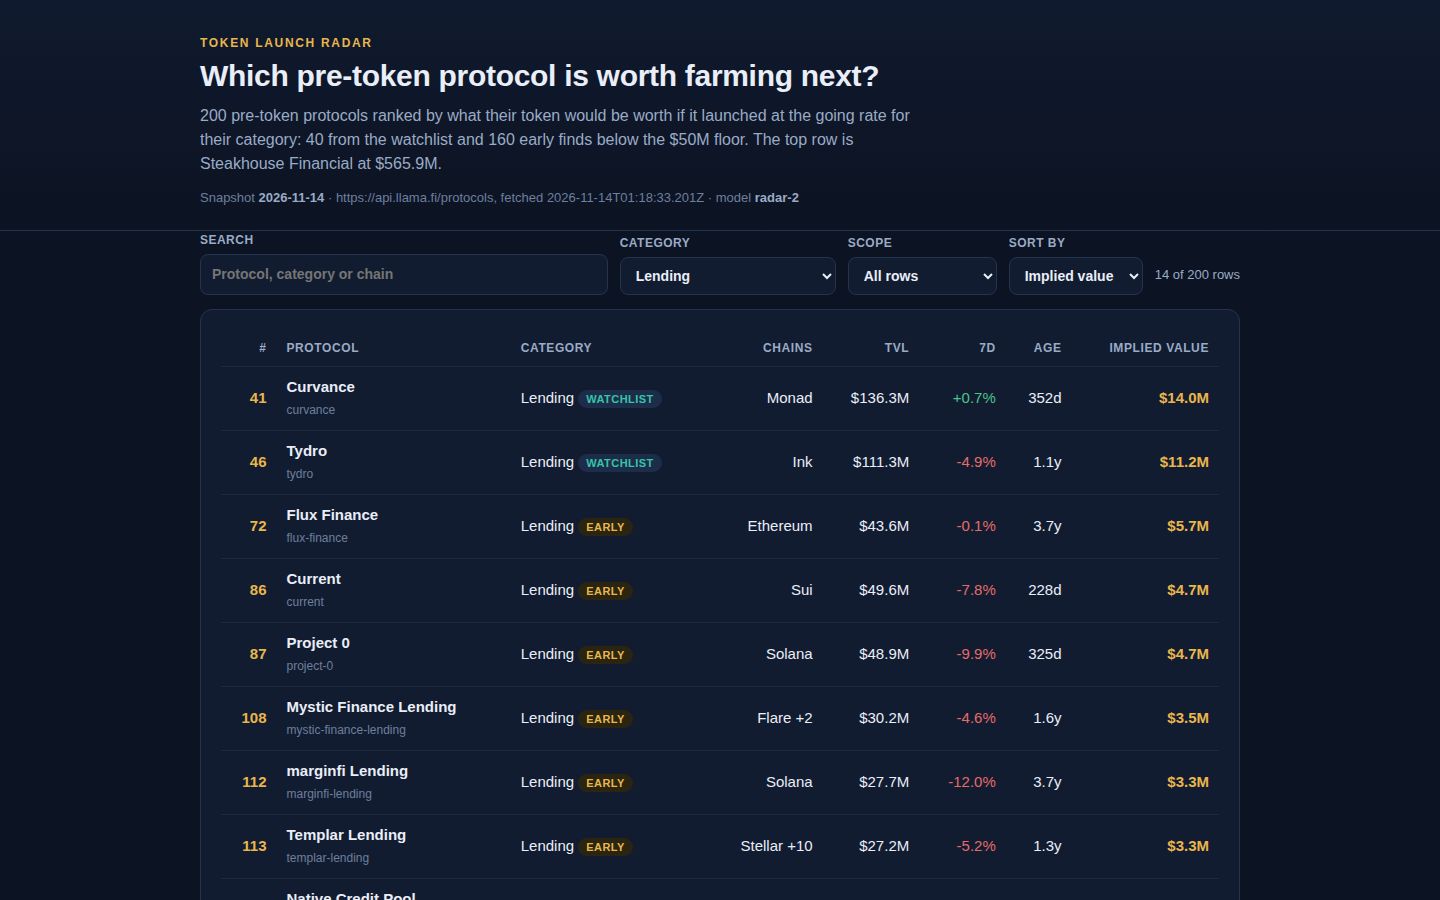 TOKEN LAUNCH RADAR
Which pre-token protocol is worth farming next?
200 pre-token protocols ranked by what their token would be worth if it launched at the going rate for
their category: 40 from the watchlist and 160 early finds below the $50M floor. The top row is
Steakhouse Financial at $565.9M.
Snapshot 2026-11-14 · https://api.llama.fi/protocols, fetched 2026-11-14T01:18:33.201Z · model radar-2
SEARCH CATEGORY SCOPE SORT BY
Protocol, category or chain Lending All rows Implied value 14 of 200 rows
# PROTOCOL CATEGORY CHAINS TVL 7D AGE IMPLIED VALUE
Curvance
41 Lending WATCHLIST Monad $136.3M +0.7% 352d $14.0M
curvance
Tydro
46 Lending WATCHLIST Ink $111.3M -4.9% 1.1y $11.2M
tydro
Flux Finance
72 Lending EARLY Ethereum $43.6M -0.1% 3.7y $5.7M
flux-finance
Current
86 Lending EARLY Sui $49.6M -7.8% 228d $4.7M
current
Project 0
87 Lending EARLY Solana $48.9M -9.9% 325d $4.7M
project-0
Mystic Finance Lending
108 Lending EARLY Flare +2 $30.2M -4.6% 1.6y $3.5M
mystic-finance-lending
marginfi Lending
112 Lending EARLY Solana $27.7M -12.0% 3.7y $3.3M
marginfi-lending
Templar Lending
113 Lending EARLY Stellar +10 $27.2M -5.2% 1.3y $3.3M
templar-lending
Native Credit Pool